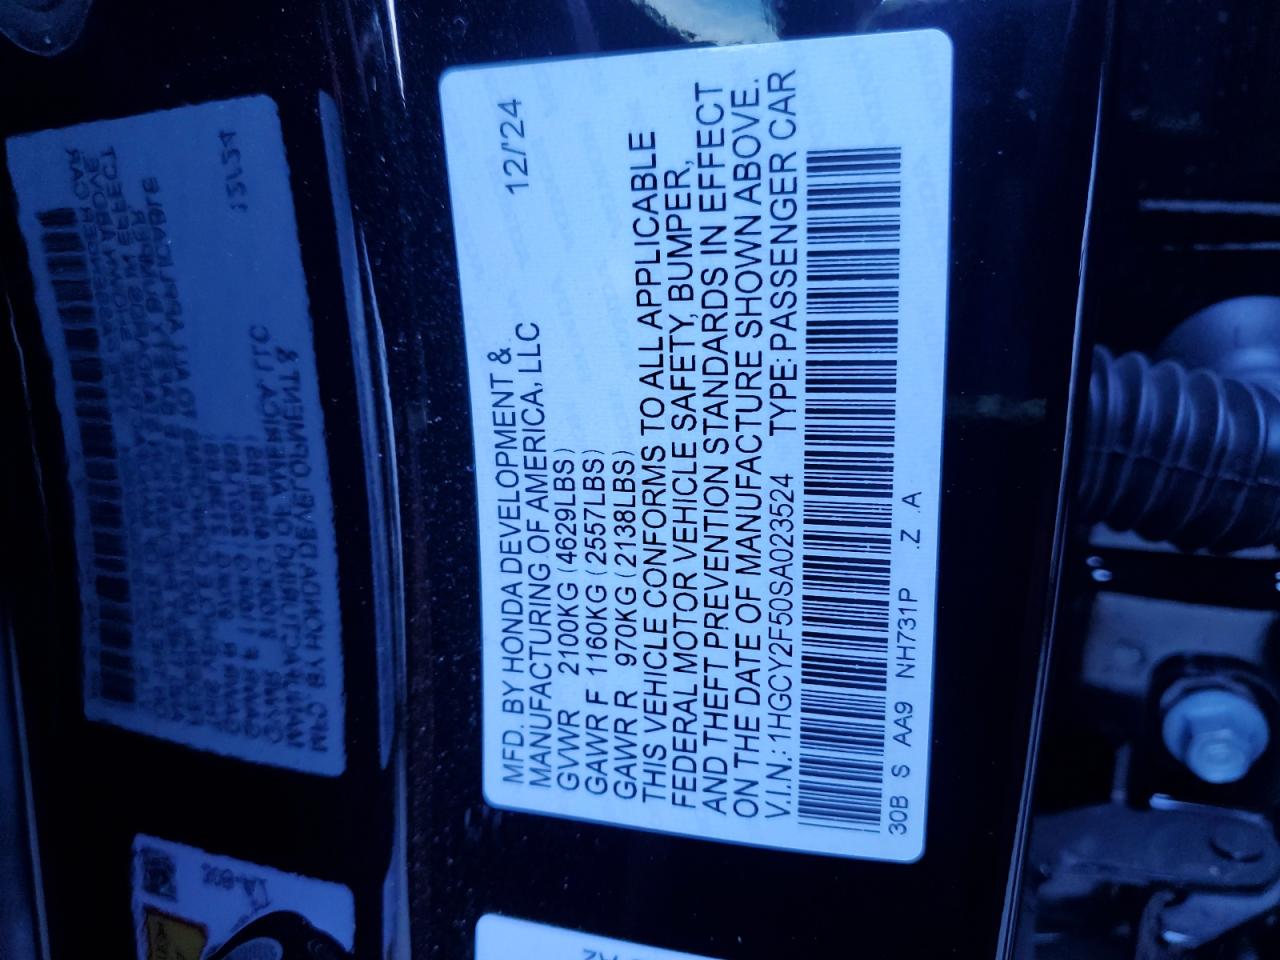 MFD. BY HONDA DEVELOPMENT & 12/'24
MANUFACTURING OF AMERICA, LLC
GVWR 2100KG (4629LBS)
GAWR F 1160KG (2557LBS)
GAWR R 970KG (2138LBS)
THIS VEHICLE CONFORMS TO ALL APPLICABLE
FEDERAL MOTOR VEHICLE SAFETY, BUMPER,
AND THEFT PREVENTION STANDARDS IN EFFECT
ON THE DATE OF MANUFACTURE SHOWN ABOVE.
V.I.N.: 1HGCY2F50SA023524 TYPE: PASSENGER CAR
30B S AA9 NH731P .Z .A